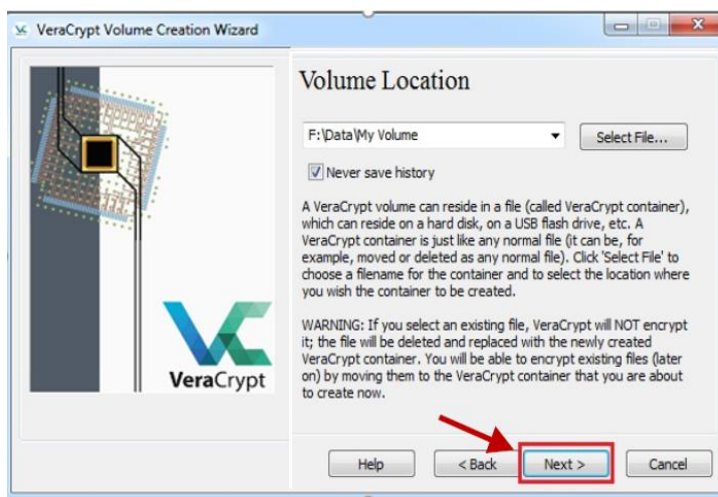 VeraCrypt Volume Creation Wizard
Volume Location
F:\Data\My Volume
Select File...
Never save history
A VeraCrypt volume can reside in a file (called VeraCrypt container),
which can reside on a hard disk, on a USB flash drive, etc. A
VeraCrypt container is just like any normal file (it can be, for
example, moved or deleted as any normal file). Click 'Select File' to
choose a filename for the container and to select the location where
you wish the container to be created.
WARNING: If you select an existing file, VeraCrypt will NOT encrypt
it; the file will be deleted and replaced with the newly created
VeraCrypt container. You will be able to encrypt existing files (later
on) by moving them to the VeraCrypt container that you are about
to create now.
VeraCrypt
Help
< Back
Next >
Cancel